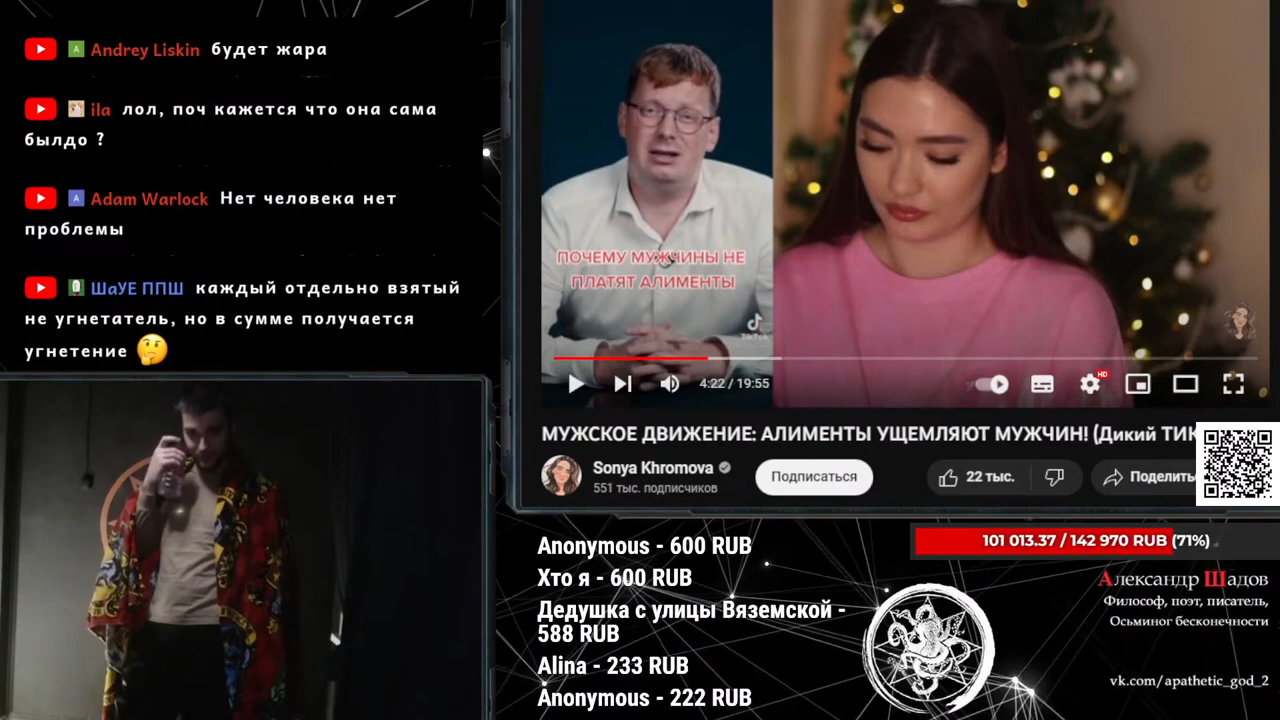 Andrey Liskin будет жара
ila лол, поч кажется что она сама
былдо ?
Adam Warlock Нет человека нет
проблемы
ШаУЕ ППШ каждый отдельно взятый
не угнетатель, но в сумме получается
угнетение 🤔
ПОЧЕМУ МУЖЧИНЫ НЕ
ПЛАТЯТ АЛИМЕНТЫ
TikTok
4:22 / 19:55
HD
МУЖСКОЕ ДВИЖЕНИЕ: АЛИМЕНТЫ УЩЕМЛЯЮТ МУЖЧИН! (Дикий ТИК
Sonya Khromova
551 тыс. подписчиков
Подписаться
22 тыс.
Поделить
Anonymous - 600 RUB
Хто я - 600 RUB
Дедушка с улицы Вяземской -
588 RUB
Alina - 233 RUB
Anonymous - 222 RUB
101 013.37 / 142 970 RUB (71%)
Александр Шадов
Философ, поэт, писатель,
Осьминог бесконечности
vk.com/apathetic_god_2